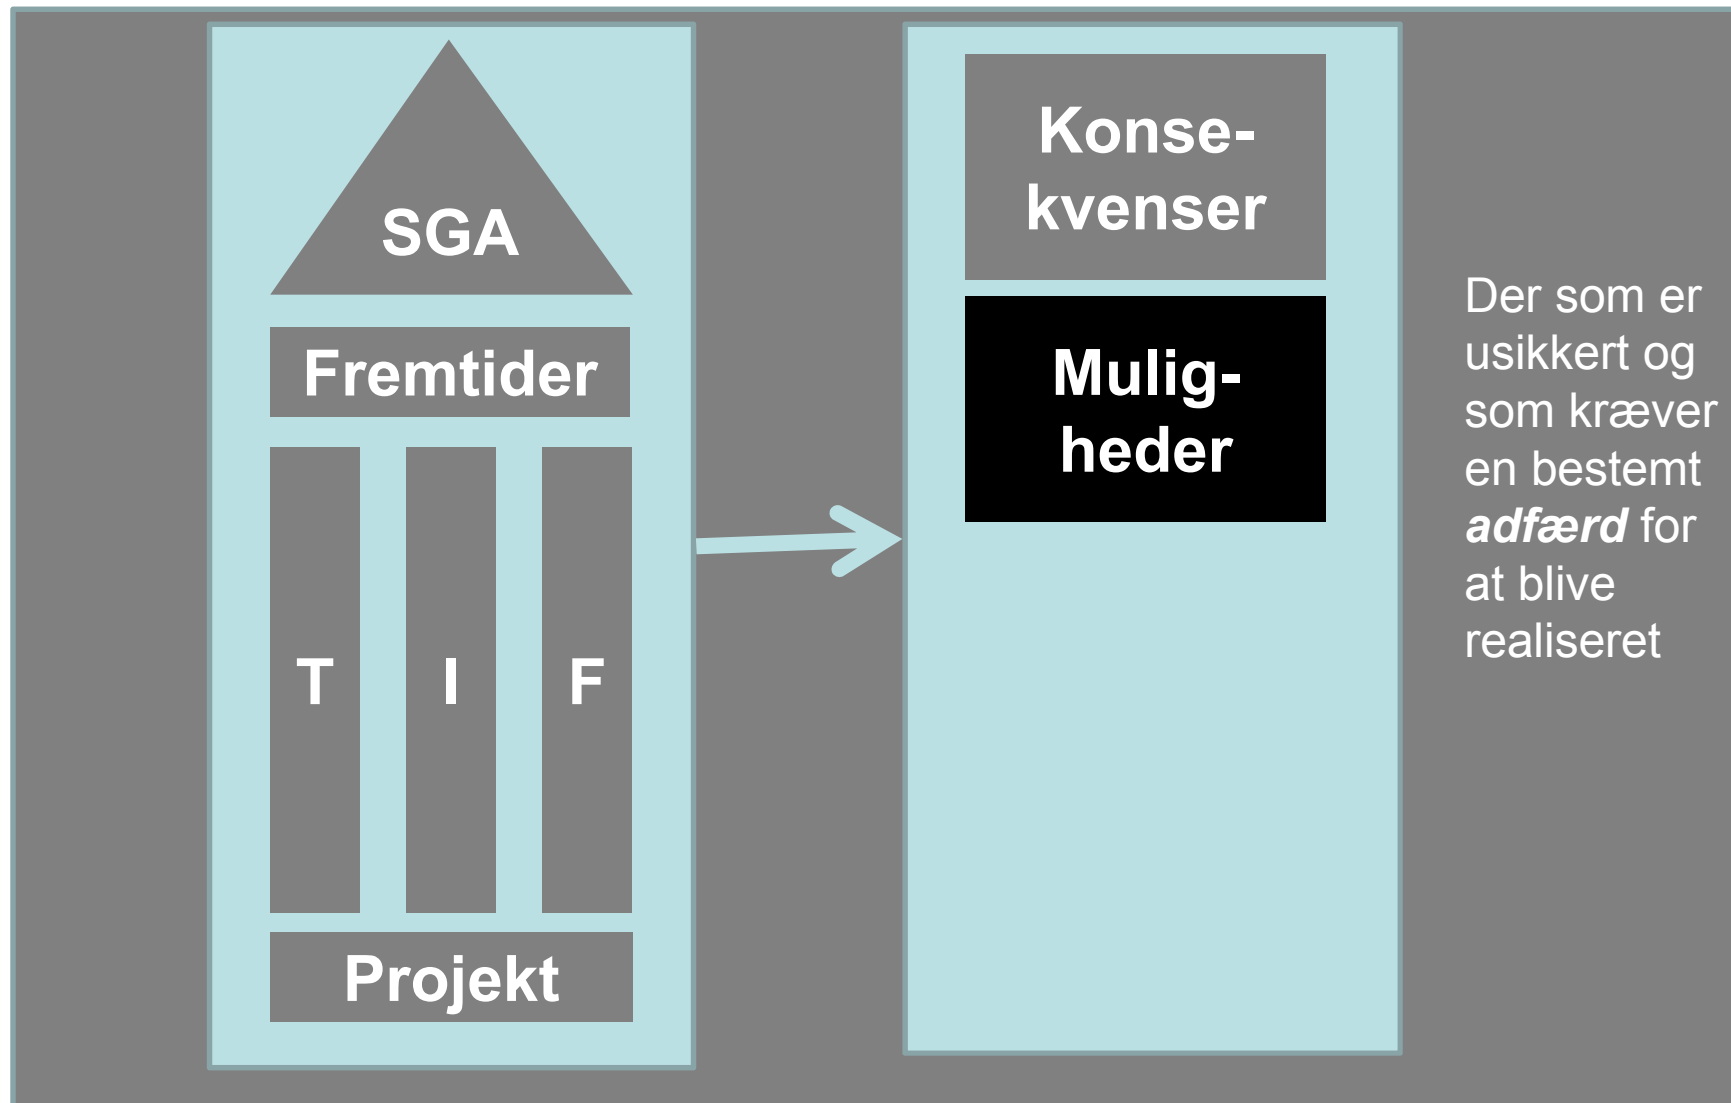 SGA
Fremtider
T I F
Projekt
Konse-
kvenser
Mulig-
heder
Der som er
usikkert og
som kræver
en bestemt
adfærd for
at blive
realiseret